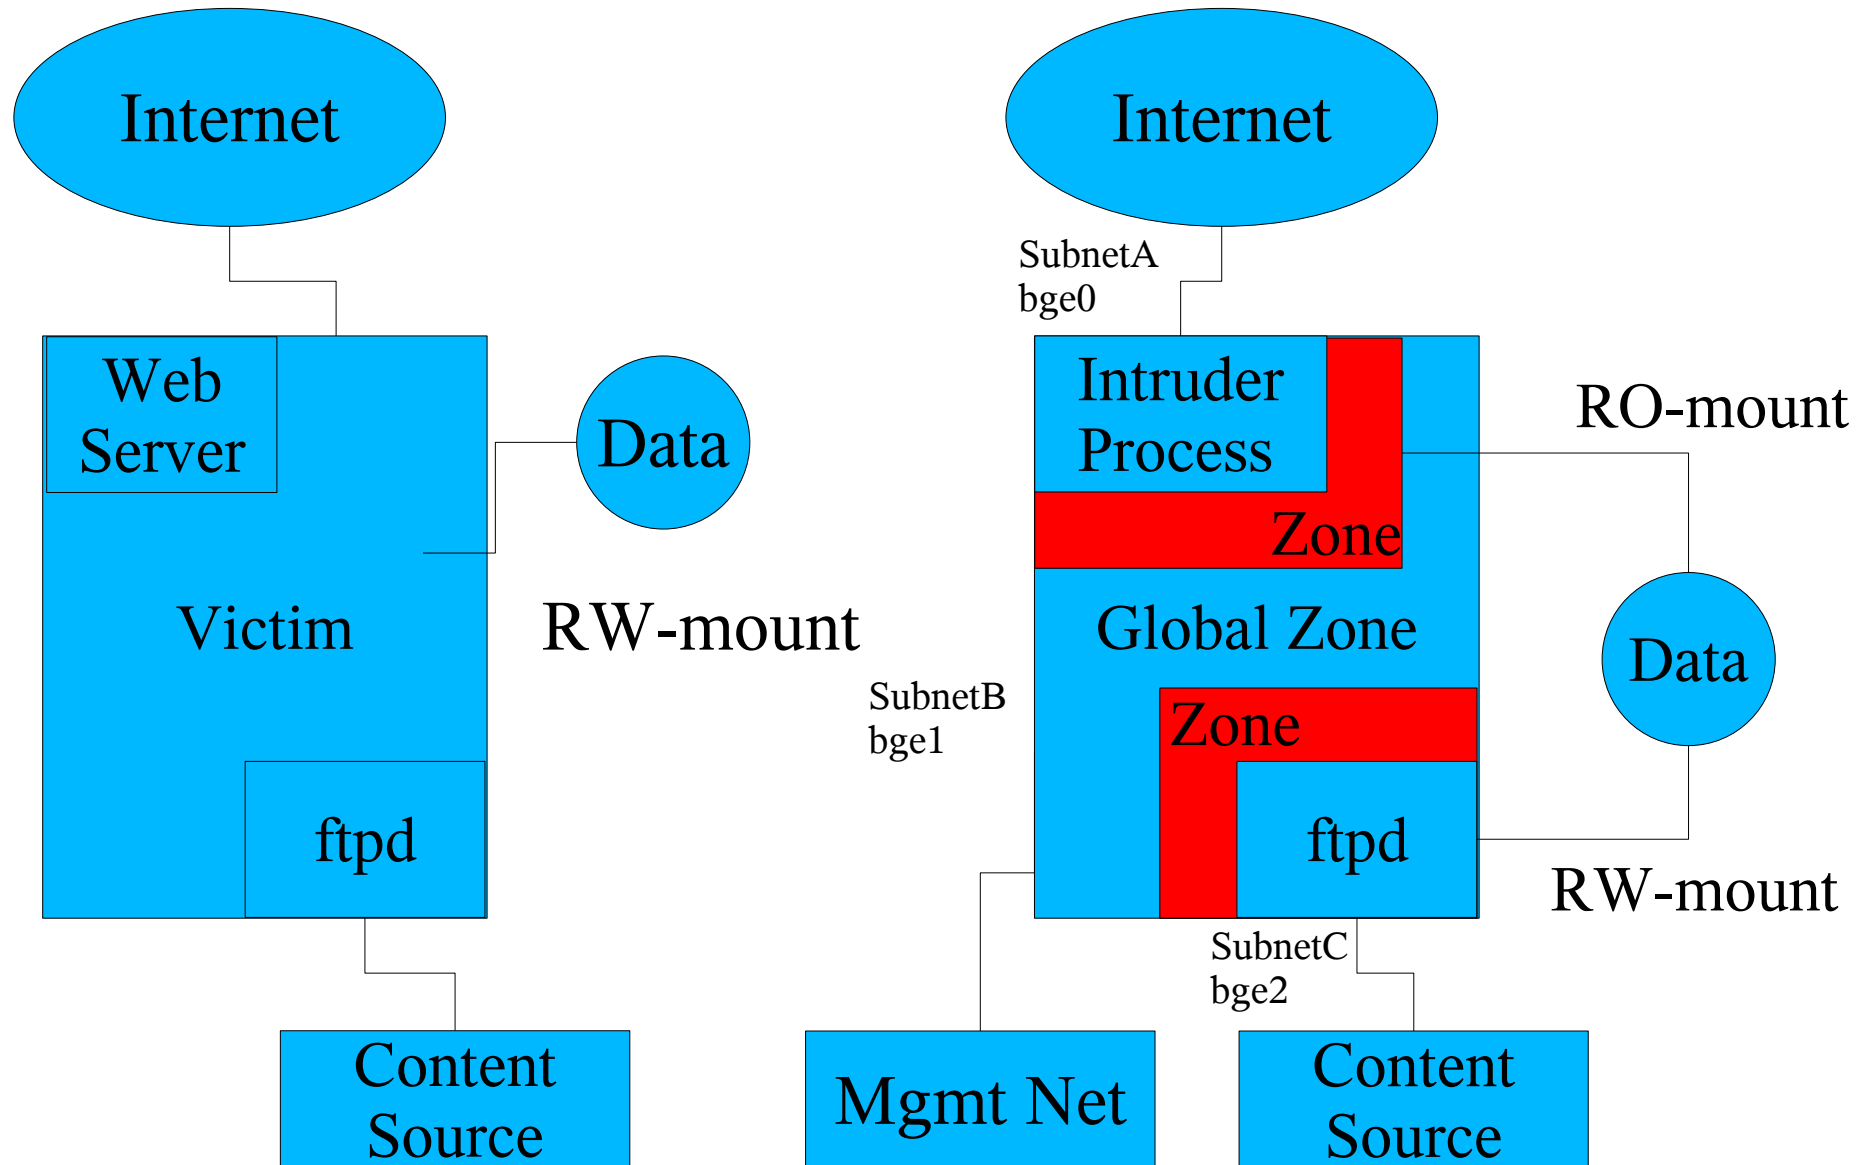 Internet
Web
Server
Data
Victim
RW-mount
ftpd
Content
Source
Internet
SubnetA
bge0
Intruder
Process
RO-mount
Zone
Global Zone
Data
SubnetB
bge1
Zone
ftpd
RW-mount
SubnetC
bge2
Mgmt Net
Content
Source